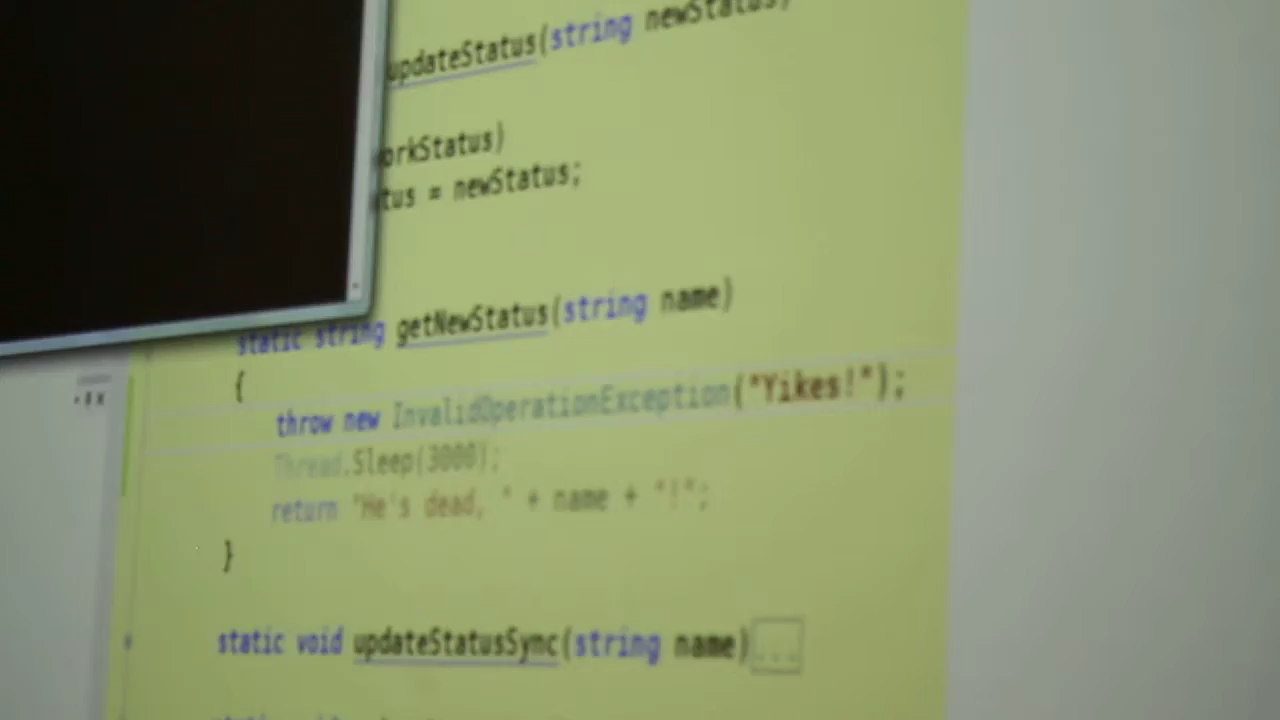 updateStatus(string newStatus)
orkStatus)
tus = newStatus;
static string getNewStatus(string name)
{
throw new InvalidOperationException("Yikes!");
Thread.Sleep(3000);
return "He's dead, " + name + "!";
}
static void updateStatusSync(string name)...